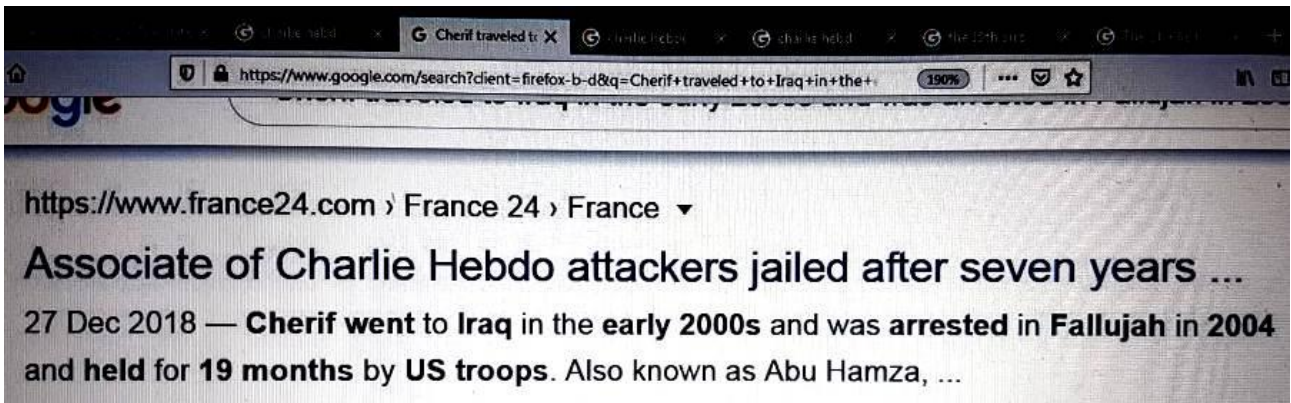 G Cherif traveled to X
https://www.google.com/search?client=firefox-b-d&q=Cherif+traveled+to+Iraq+in+the+ 190%
https://www.france24.com › France 24 › France
Associate of Charlie Hebdo attackers jailed after seven years ...
27 Dec 2018 — Cherif went to Iraq in the early 2000s and was arrested in Fallujah in 2004
and held for 19 months by US troops. Also known as Abu Hamza, ...